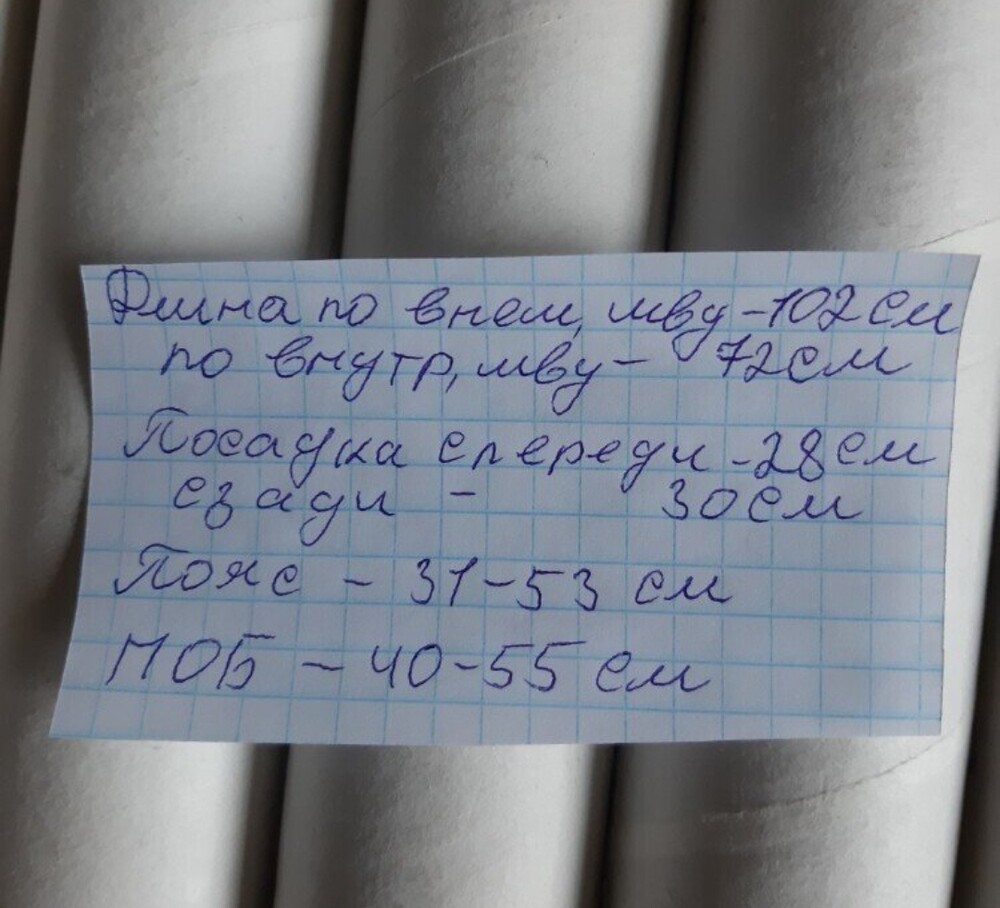 Длина по внеш, шву - 102 см
по внутр, шву - 72 см
Посадка спереди - 28 см
сзади - 30 см
Пояс - 31-53 см
ПОБ - 40-55 см